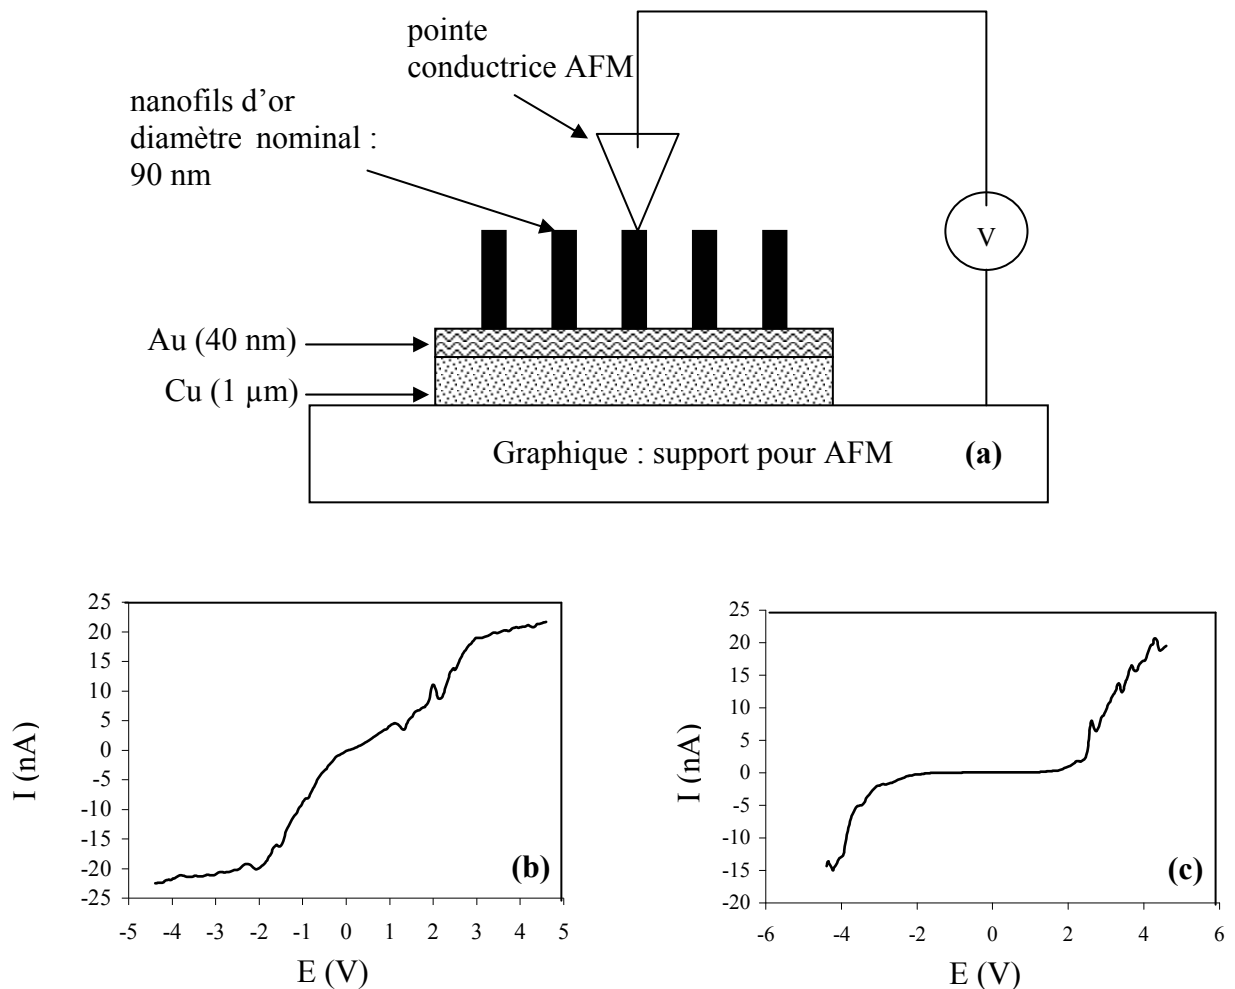 pointe
conductrice AFM
nanofils d'or
diamètre nominal :
90 nm
V
Au (40 nm)
Cu (1 µm)
Graphique : support pour AFM (a)
25
20
15
10
5
0
-5
-10
-15
-20
-25
I (nA)
(b)
-5 -4 -3 -2 -1 0 1 2 3 4 5
E (V)
25
20
15
10
5
0
-5
-10
-15
-20
I (nA)
(c)
-6 -4 -2 0 2 4 6
E (V)